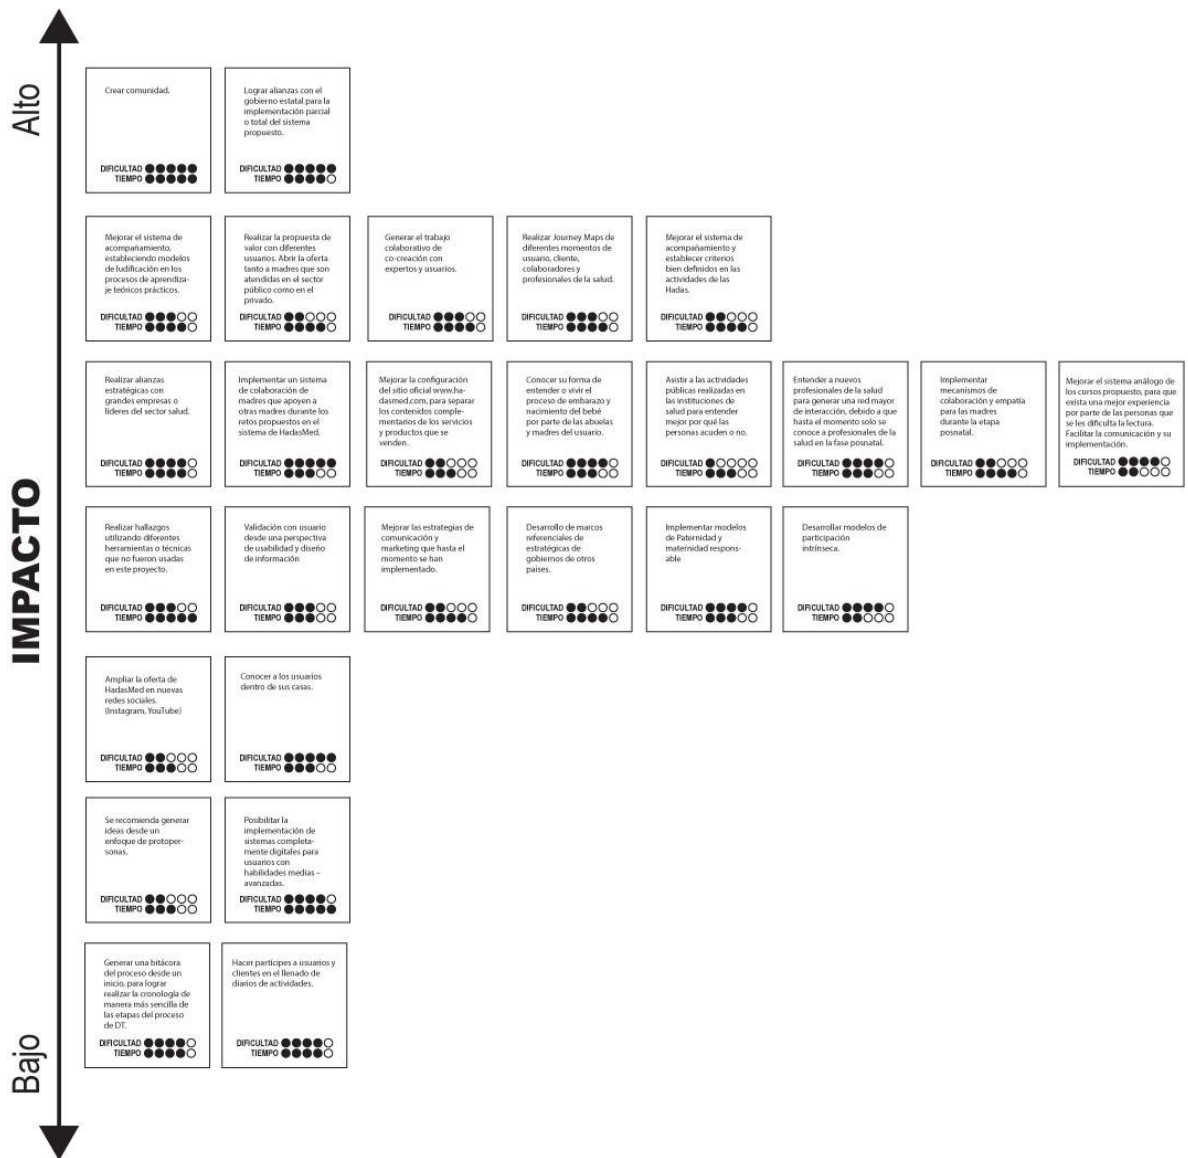 Alto
IMPACTO
Bajo
Crear comunidad.
DIFICULTAD
TIEMPO
Lograr alianzas con el
gobierno estatal para la
implementación parcial
o total del sistema
propuesto.
DIFICULTAD
TIEMPO
Mejorar el sistema de
acompañamiento,
estableciendo modelos
de ludificación en los
procesos de aprendiza-
je teóricos prácticos.
DIFICULTAD
TIEMPO
Realizar la propuesta de
valor con diferentes
usuarios. Abrir la oferta
tanto a madres que son
atendidas en el sector
público como en el
privado.
DIFICULTAD
TIEMPO
Generar el trabajo
colaborativo de
co-creación con
expertos y usuarios.
DIFICULTAD
TIEMPO
Realizar Journey Maps de
diferentes momentos de
usuario, cliente,
colaboradores y
profesionales de la salud.
DIFICULTAD
TIEMPO
Mejorar el sistema de
acompañamiento y
establecer criterios
bien definidos en las
actividades de las
Hadas.
DIFICULTAD
TIEMPO
Realizar alianzas
estratégicas con
grandes empresas o
líderes del sector salud.
DIFICULTAD
TIEMPO
Implementar un sistema
de colaboración de
madres que apoyen a
otras madres durante los
retos propuestos en el
sistema de HadasMed.
DIFICULTAD
TIEMPO
Mejorar la configuración
del sitio oficial www.ha-
dasmed.com, para separar
los contenidos comple-
mentarios de los servicios
y productos que se
venden.
DIFICULTAD
TIEMPO
Conocer su forma de
entender o vivir el
proceso de embarazo y
nacimiento del bebé
por parte de las abuelas
y madres del usuario.
DIFICULTAD
TIEMPO
Asistir a las actividades
públicas realizadas en
las instituciones de
salud para entender
mejor por qué las
personas acuden o no.
DIFICULTAD
TIEMPO
Entender a nuevos
profesionales de la salud
para generar una red mayor
de interacción, debido a que
hasta el momento solo se
conoce a profesionales de la
salud en la fase posnatal.
DIFICULTAD
TIEMPO
Implementar
mecanismos de
colaboración y empatía
para las madres
durante la etapa
posnatal.
DIFICULTAD
TIEMPO
Mejorar el sistema análogo de
los cursos propuesto, para que
exista una mejor experiencia
por parte de las personas que
se les dificulta la lectura.
Facilitar la comunicación y su
implementación.
DIFICULTAD
TIEMPO
Realizar hallazgos
utilizando diferentes
herramientas o técnicas
que no fueron usadas
en este proyecto.
DIFICULTAD
TIEMPO
Validación con usuario
desde una perspectiva
de usabilidad y diseño
de información
DIFICULTAD
TIEMPO
Mejorar las estrategias de
comunicación y
marketing que hasta el
momento se han
implementado.
DIFICULTAD
TIEMPO
Desarrollo de marcos
referenciales de
estratégicas de
gobiernos de otros
países.
DIFICULTAD
TIEMPO
Implementar modelos
de Paternidad y
maternidad respons-
able
DIFICULTAD
TIEMPO
Desarrollar modelos de
participación
intrínseca.
DIFICULTAD
TIEMPO
Ampliar la oferta de
HadasMed en nuevas
redes sociales.
(Instagram, YouTube)
DIFICULTAD
TIEMPO
Conocer a los usuarios
dentro de sus casas.
DIFICULTAD
TIEMPO
Se recomienda generar
ideas desde un
enfoque de protoper-
sonas.
DIFICULTAD
TIEMPO
Posibilitar la
implementación de
sistemas completa-
mente digitales para
usuarios con
habilidades medias –
avanzadas.
DIFICULTAD
TIEMPO
Generar una bitácora
del proceso desde un
inicio, para lograr
realizar la cronología de
manera más sencilla de
las etapas del proceso
de DT.
DIFICULTAD
TIEMPO
Hacer partícipes a usuarios y
clientes en el llenado de
diarios de actividades.
DIFICULTAD
TIEMPO